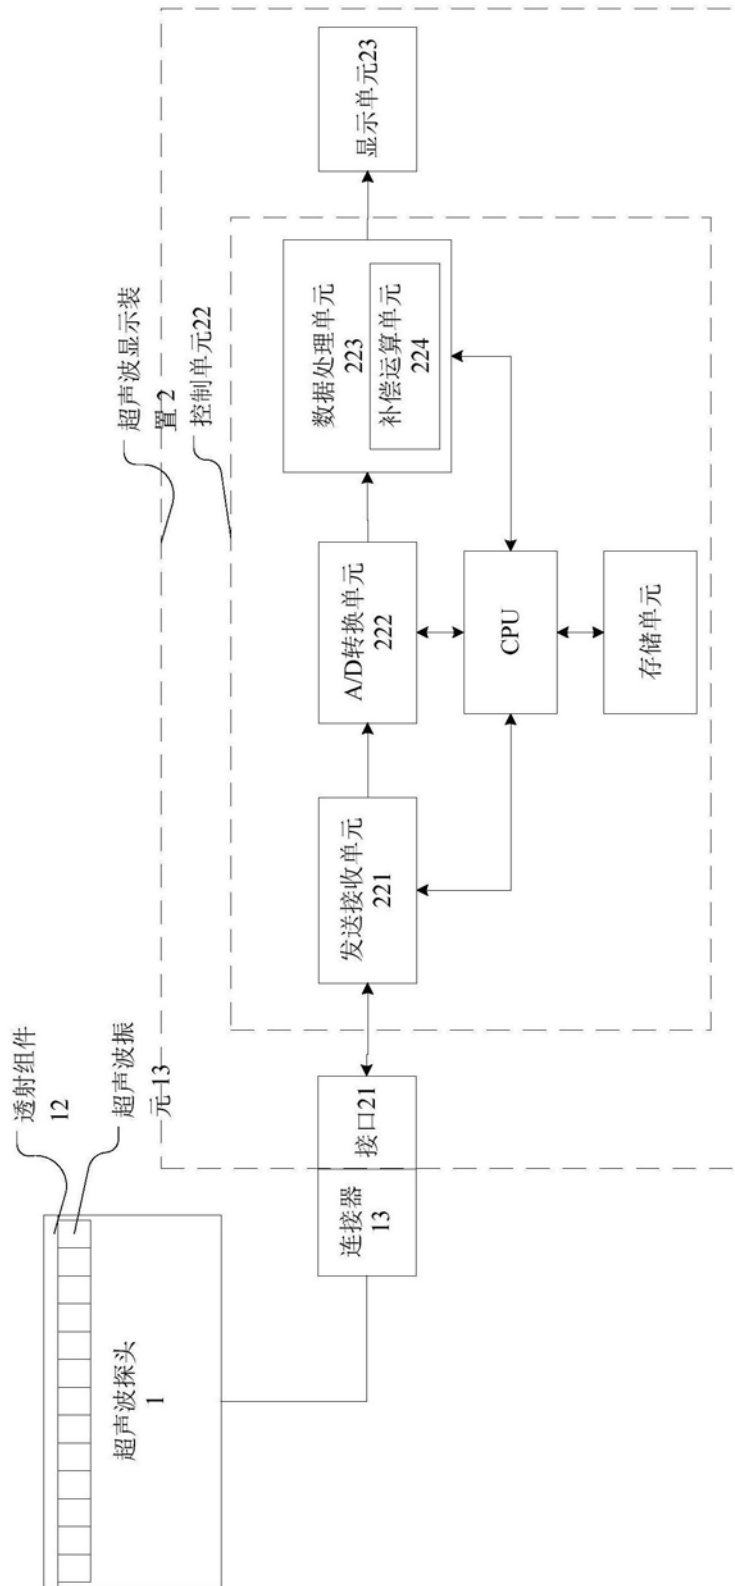 透射组件
12
超声波振
元13
超声波探头
1
连接器
13
接口21
超声波显示装
置 2
控制单元22
发送接收单元
221
A/D转换单元
222
数据处理单元
223
补偿运算单元
224
CPU
存储单元
显示单元23